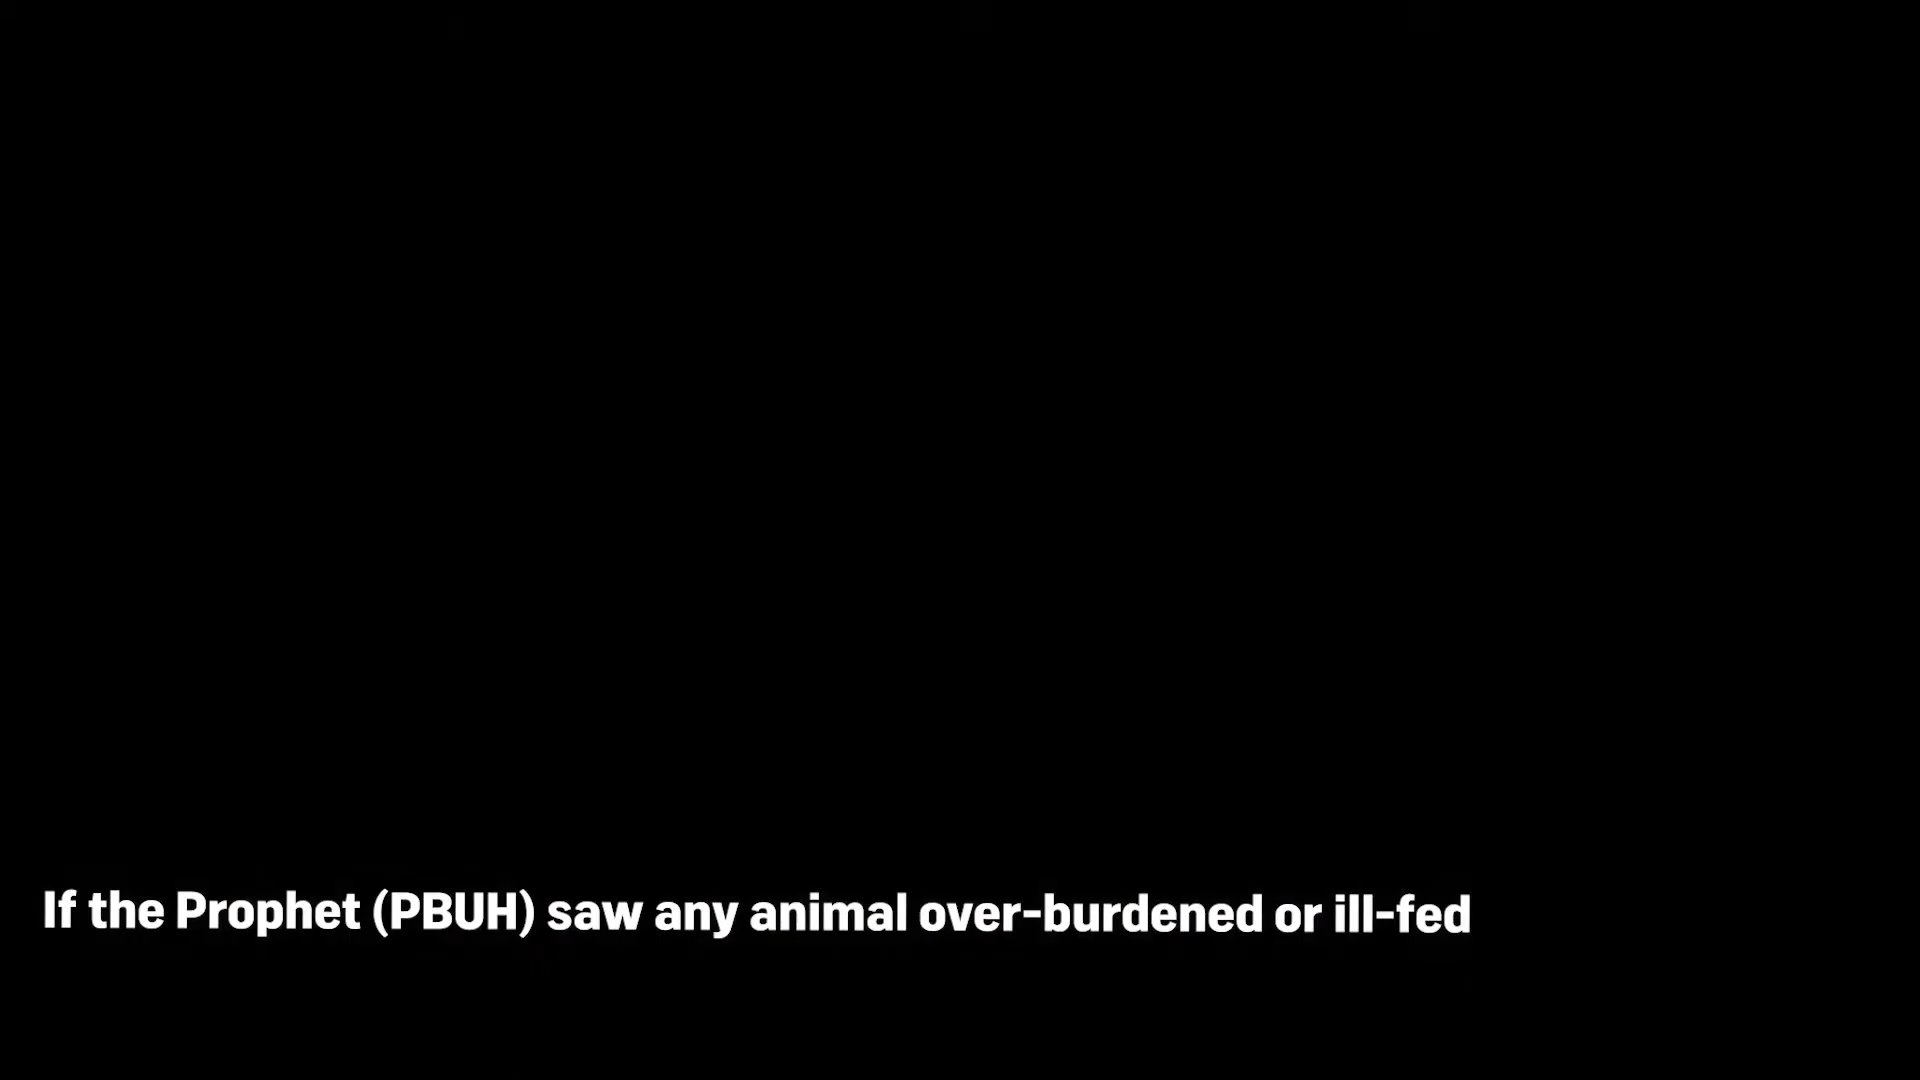 If the Prophet (PBUH) saw any animal over-burdened or ill-fed